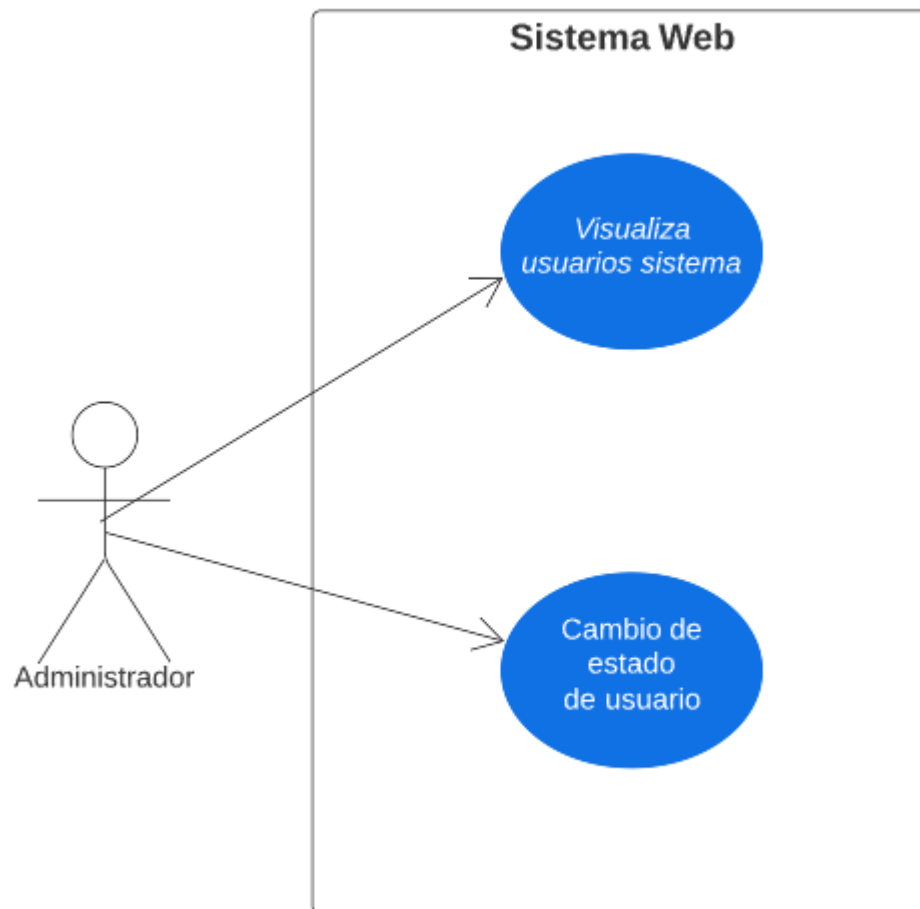 Sistema Web
Visualiza
usuarios sistema
Administrador
Cambio de
estado
de usuario